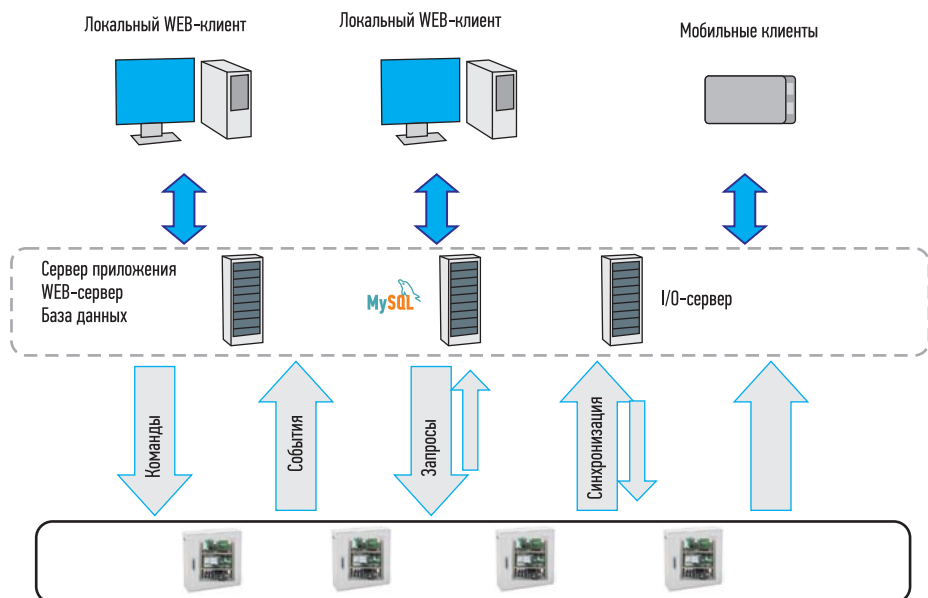 Локальный WEB-клиент
Локальный WEB-клиент
Мобильные клиенты
Сервер приложения
WEB-сервер
База данных
MySQL
I/O-сервер
Команды
События
Запросы
Синхронизация